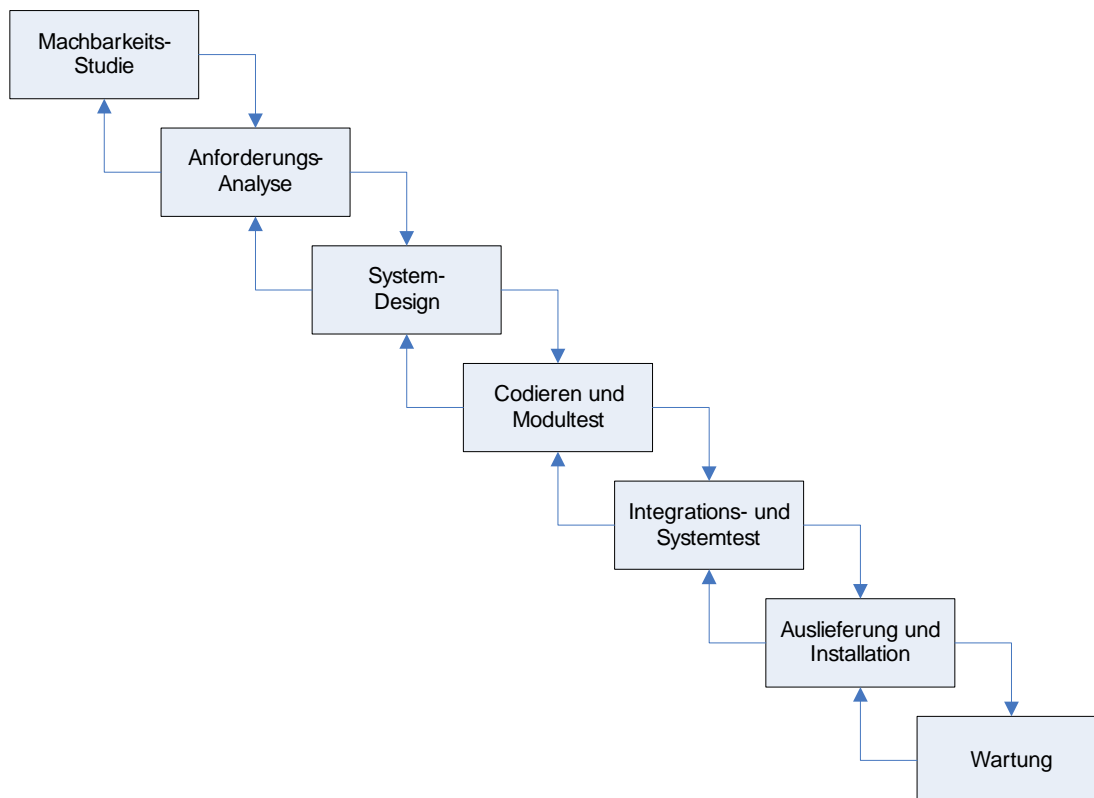 Machbarkeits-
Studie
Anforderungs-
Analyse
System-
Design
Codieren und
Modultest
Integrations- und
Systemtest
Auslieferung und
Installation
Wartung